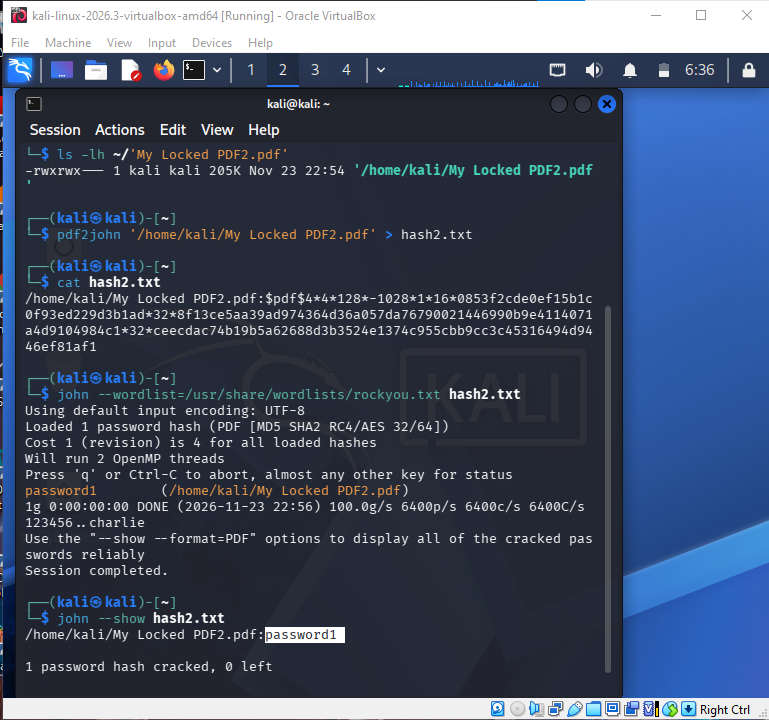 kali-linux-2026.3-virtualbox-amd64 [Running] - Oracle VirtualBox
File Machine View Input Devices Help
1 2 3 4 6:36
kali@kali: ~
Session Actions Edit View Help
└─$ ls -lh ~/'My Locked PDF2.pdf'
-rwxrwx--- 1 kali kali 205K Nov 23 22:54 '/home/kali/My Locked PDF2.pdf
'
┌──(kali㉿kali)-[~]
└─$ pdf2john '/home/kali/My Locked PDF2.pdf' > hash2.txt
┌──(kali㉿kali)-[~]
└─$ cat hash2.txt
/home/kali/My Locked PDF2.pdf:$pdf$4*4*128*-1028*1*16*0853f2cde0ef15b1c
0f93ed229d3b1ad*32*8f13ce5aa39ad974364d36a057da76790021446990b9e4114071
a4d9104984c1*32*ceecdac74b19b5a62688d3b3524e1374c955cbb9cc3c45316494d94
46ef81af1
┌──(kali㉿kali)-[~]
└─$ john --wordlist=/usr/share/wordlists/rockyou.txt hash2.txt
Using default input encoding: UTF-8
Loaded 1 password hash (PDF [MD5 SHA2 RC4/AES 32/64])
Cost 1 (revision) is 4 for all loaded hashes
Will run 2 OpenMP threads
Press 'q' or Ctrl-C to abort, almost any other key for status
password1 (/home/kali/My Locked PDF2.pdf)
1g 0:00:00:00 DONE (2026-11-23 22:56) 100.0g/s 6400p/s 6400c/s 6400C/s
123456..charlie
Use the "--show --format=PDF" options to display all of the cracked pas
swords reliably
Session completed.
┌──(kali㉿kali)-[~]
└─$ john --show hash2.txt
/home/kali/My Locked PDF2.pdf:password1
1 password hash cracked, 0 left
KALI
Right Ctrl